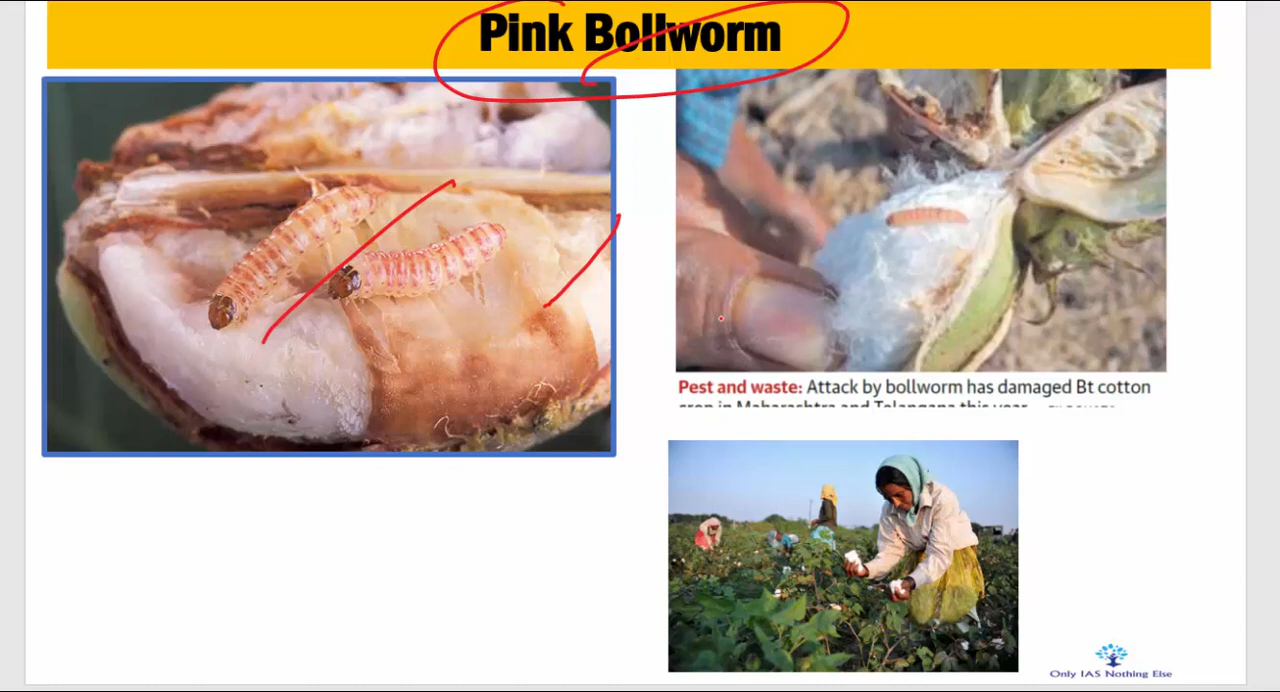 Pink Bollworm
Pest and waste: Attack by bollworm has damaged Bt cotton
crop in Maharashtra and Telangana this year
Only IAS Nothing Else